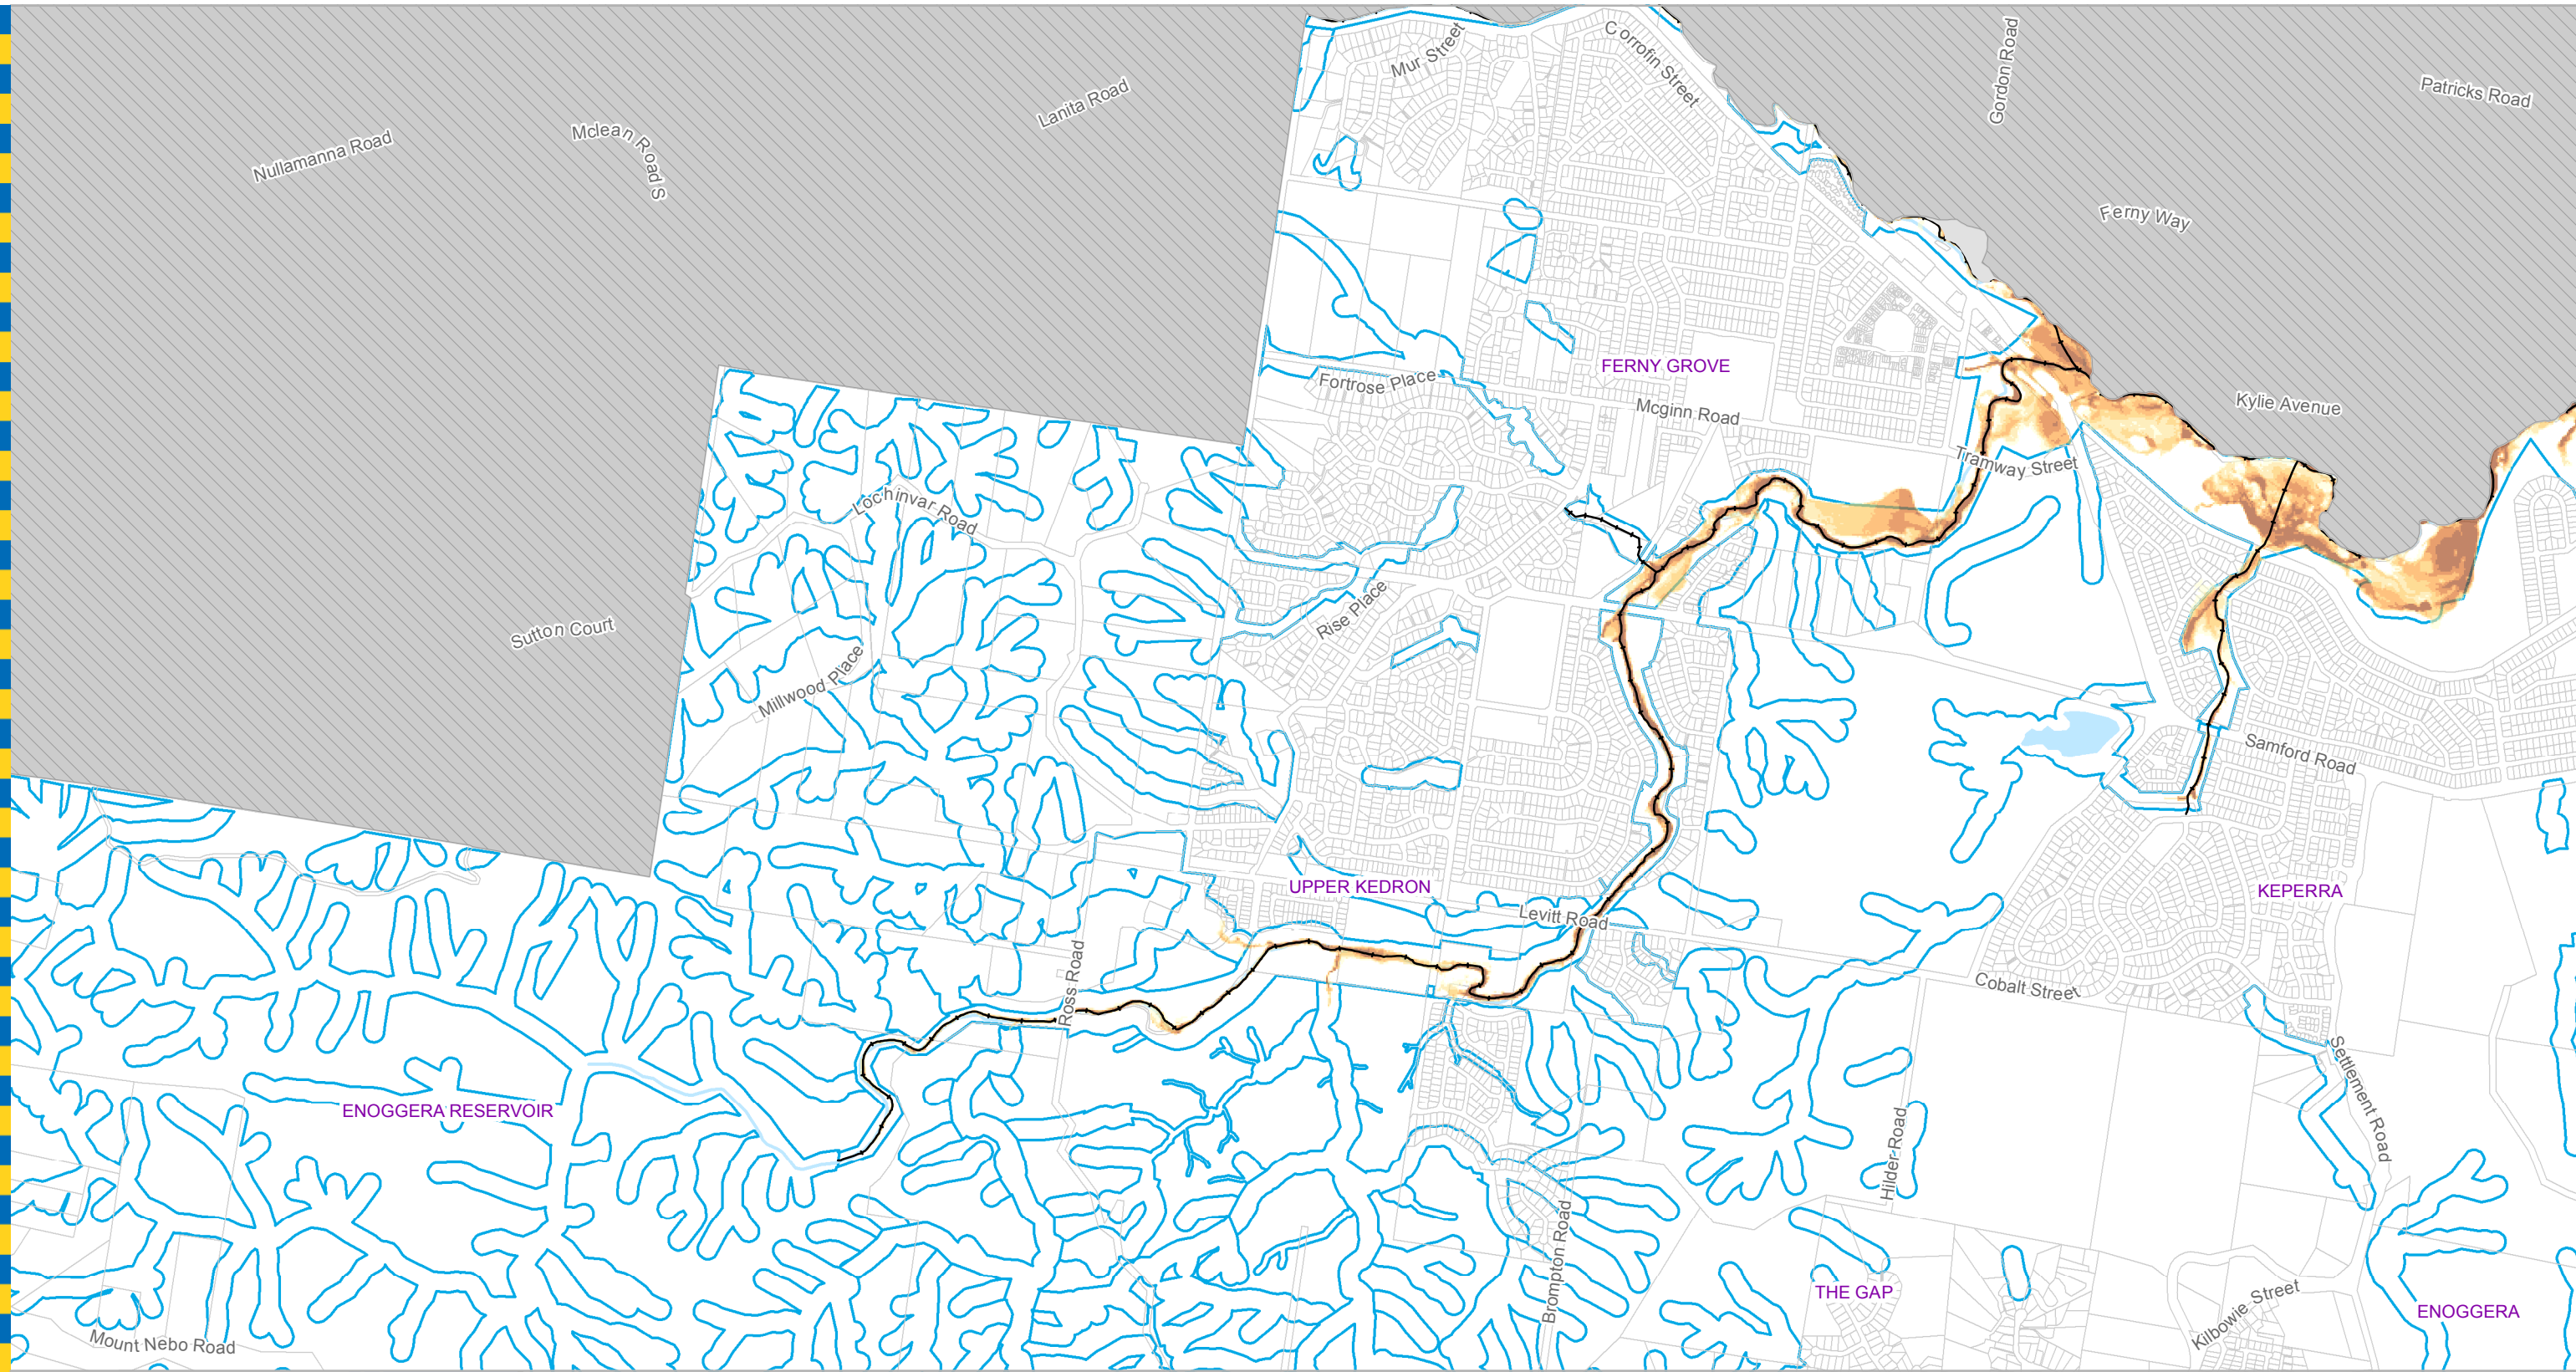 Mur Street
Corrofin Street
Gordon Road
Patricks Road
Lanita Road
Nullamanna Road
Mclean Road S
Ferny Way
FERNY GROVE
Fortrose Place
Mcginn Road
Kylie Avenue
Tramway Street
Lochinvar Road
Rise Place
Sutton Court
Millwood Place
Samford Road
UPPER KEDRON
KEPERRA
Levitt Road
Ross Road
Cobalt Street
Settlement Road
ENOGGERA RESERVOIR
Hilder Road
Brompton Road
THE GAP
Kilbowie Street
ENOGGERA
Mount Nebo Road